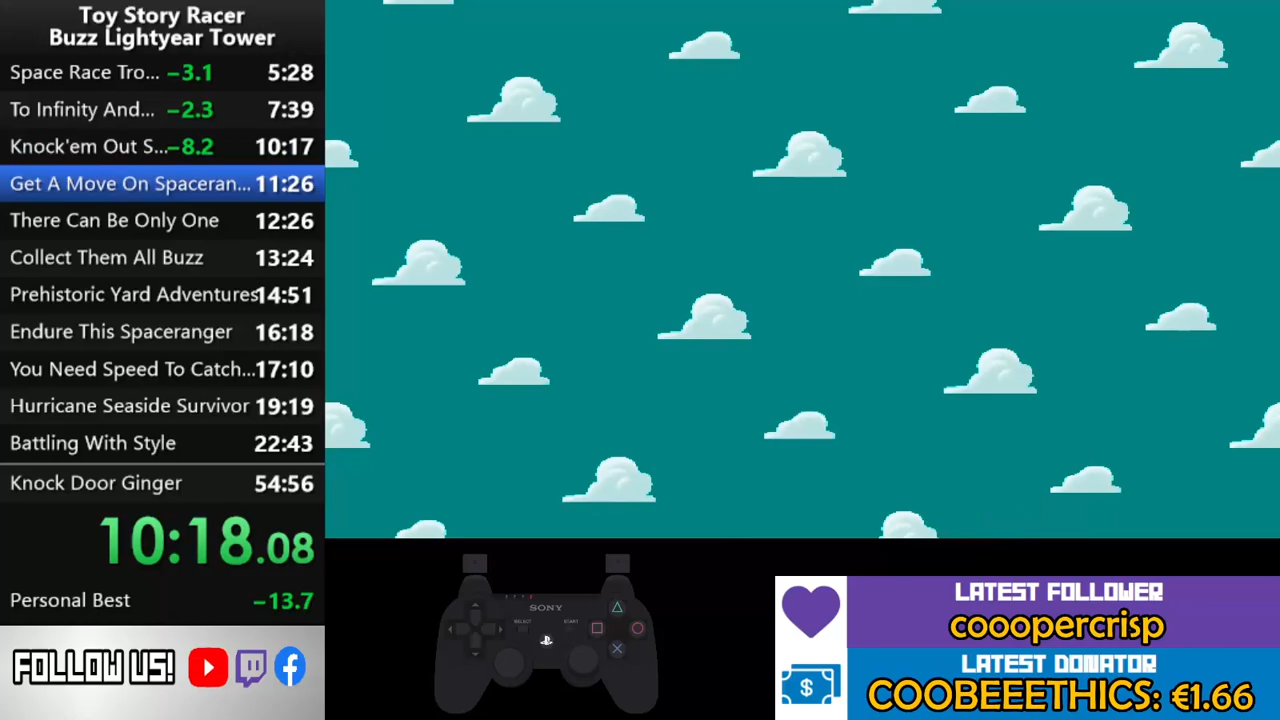 Toy Story Racer
Buzz Lightyear Tower
Space Race Tro... −3.1 5:28
To Infinity And... −2.3 7:39
Knock'em Out S... −8.2 10:17
Get A Move On Spaceran... 11:26
There Can Be Only One 12:26
Collect Them All Buzz 13:24
Prehistoric Yard Adventures 14:51
Endure This Spaceranger 16:18
You Need Speed To Catch... 17:10
Hurricane Seaside Survivor 19:19
Battling With Style 22:43
Knock Door Ginger 54:56
10:18.08
Personal Best −13.7
FOLLOW US!
SONY
SELECT
START
LATEST FOLLOWER
cooopercrisp
LATEST DONATOR
$
COOBEEETHICS: €1.66